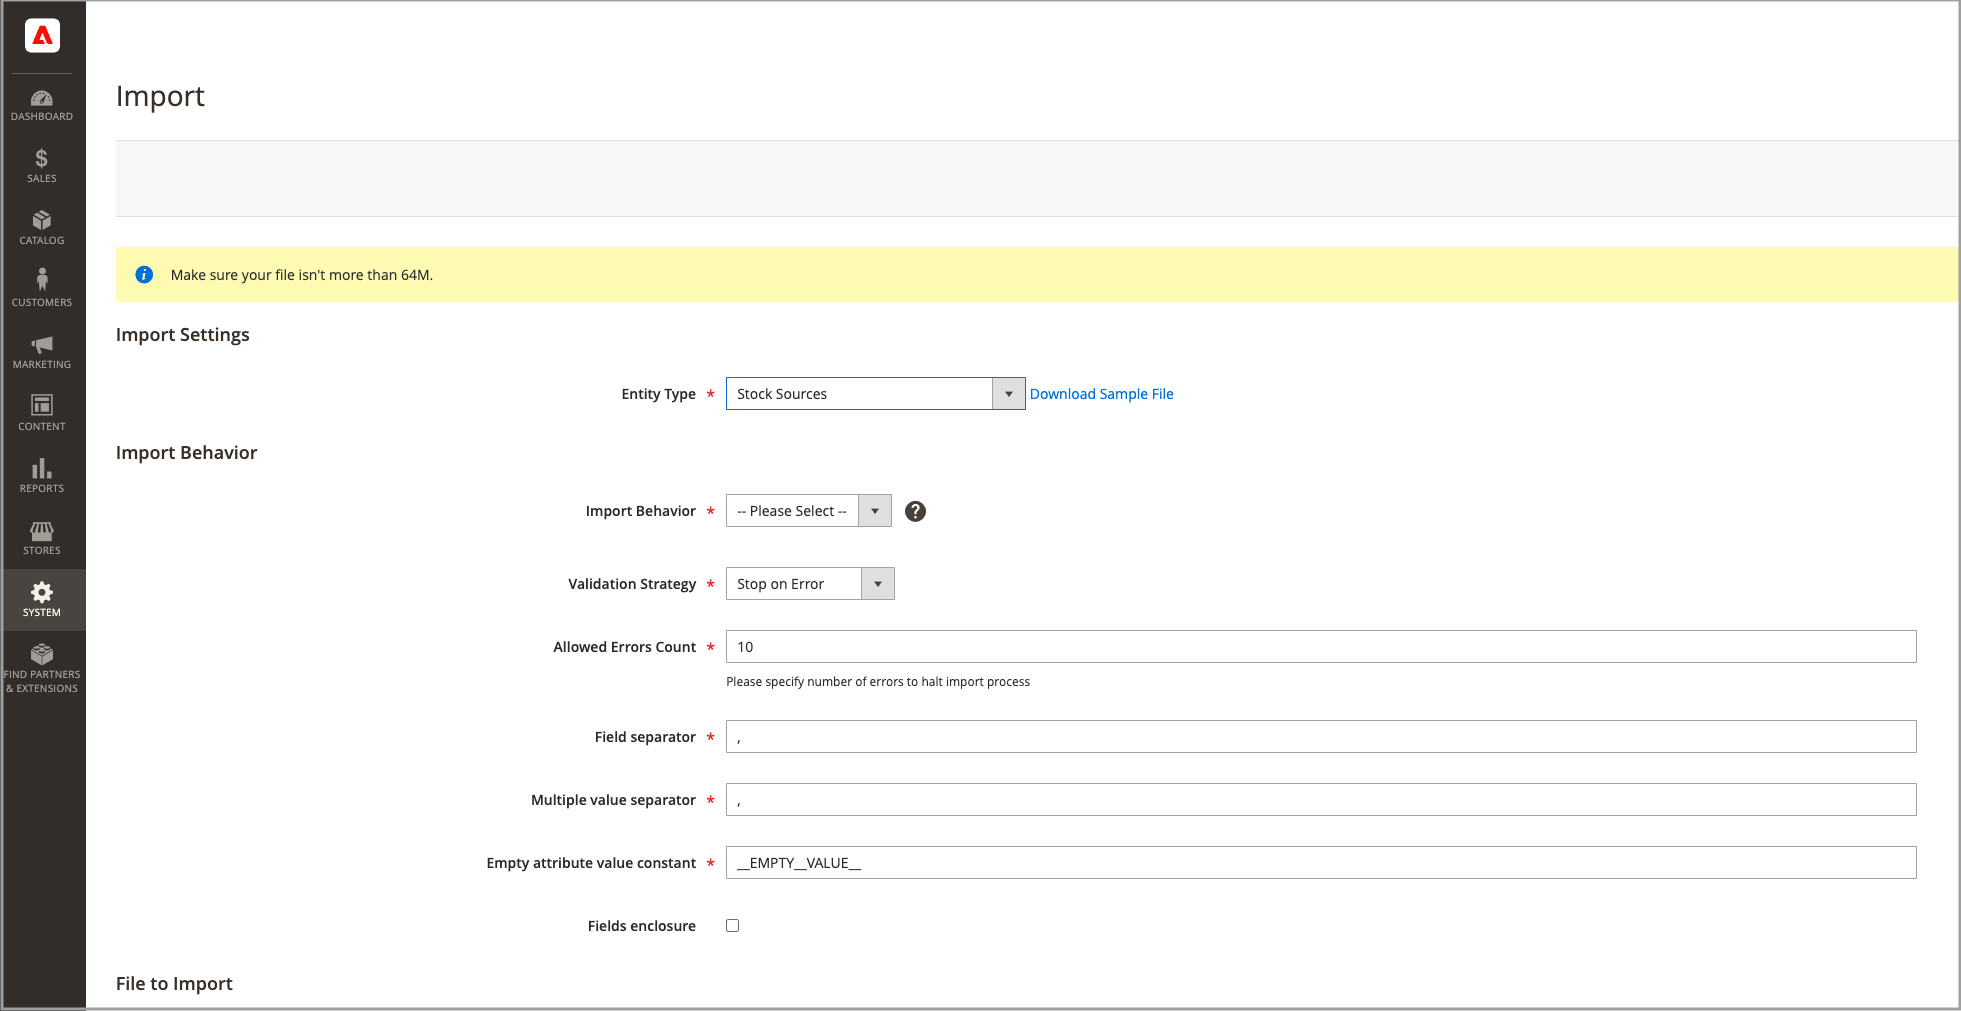 DASHBOARD
$
SALES
CATALOG
CUSTOMERS
MARKETING
CONTENT
REPORTS
STORES
SYSTEM
FIND PARTNERS
& EXTENSIONS
Import
i Make sure your file isn't more than 64M.
Import Settings
Entity Type * Stock Sources Download Sample File
Import Behavior
Import Behavior * -- Please Select -- ?
Validation Strategy * Stop on Error
Allowed Errors Count * 10
Please specify number of errors to halt import process
Field separator * ,
Multiple value separator * ,
Empty attribute value constant * __EMPTY__VALUE__
Fields enclosure
File to Import